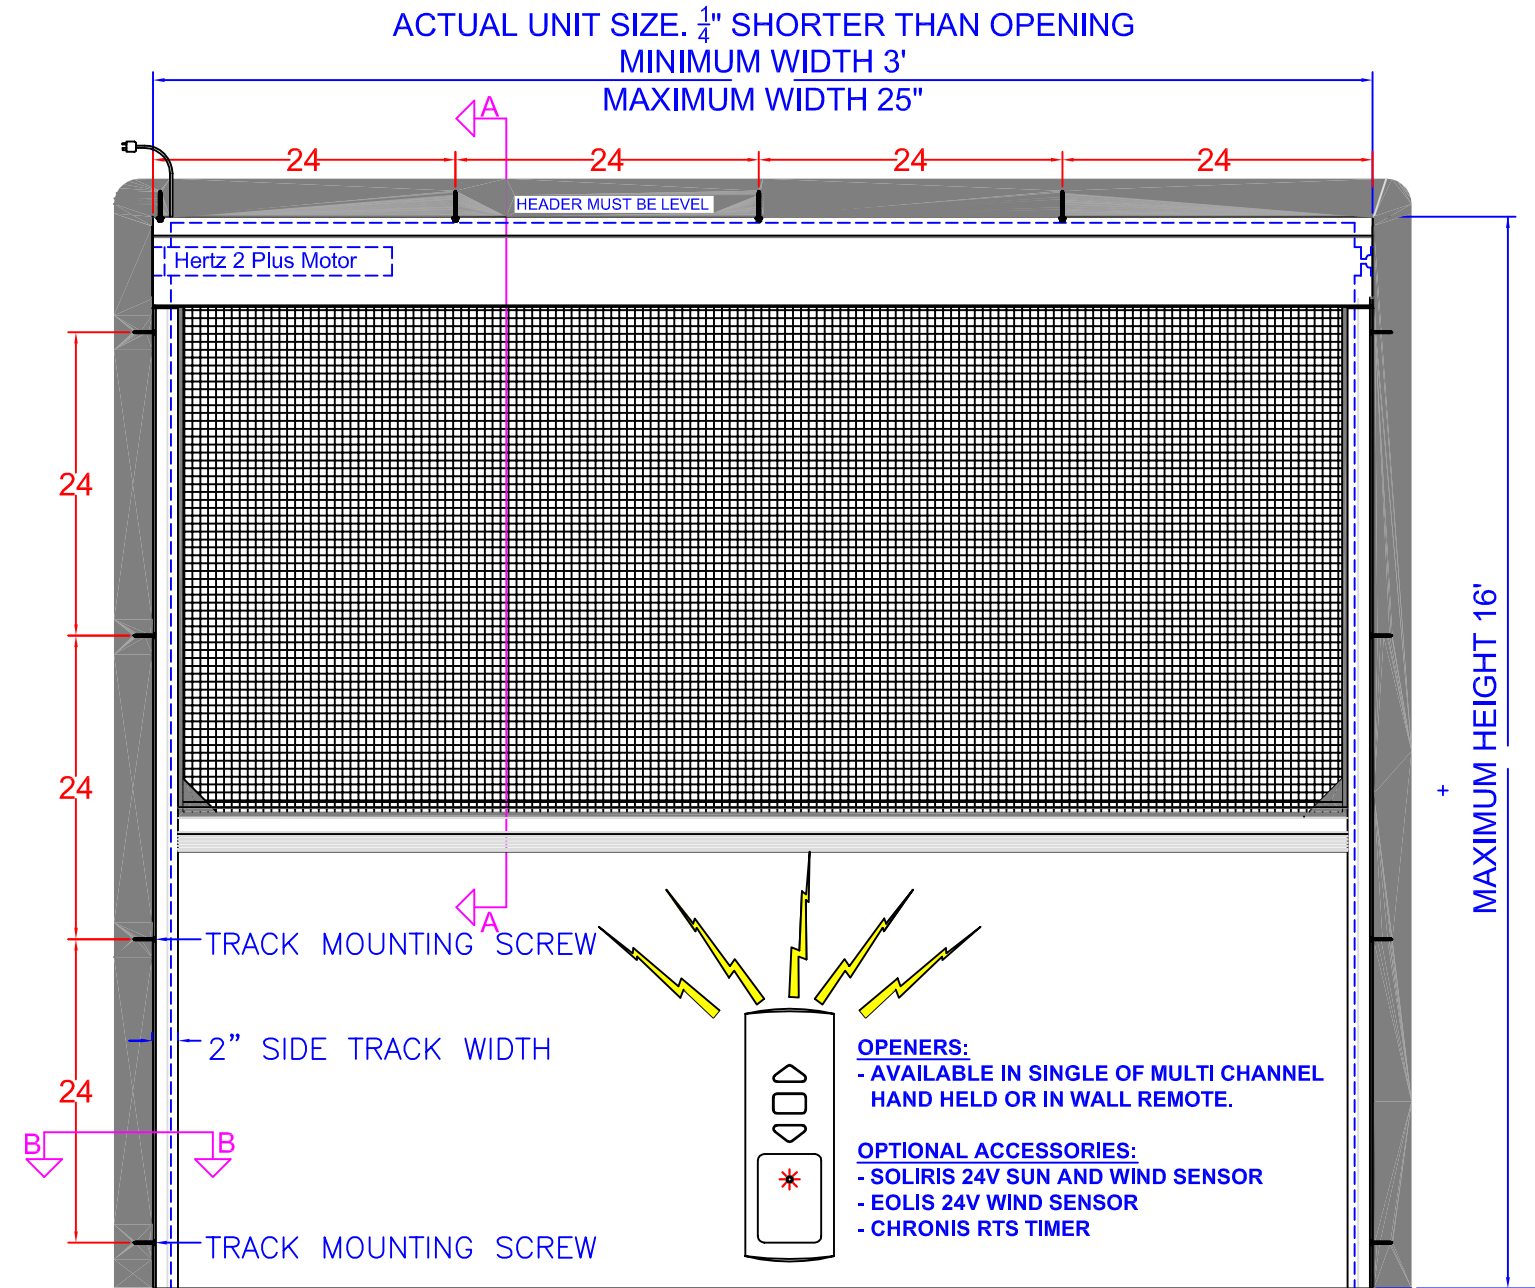 ACTUAL UNIT SIZE. 1/4" SHORTER THAN OPENING
MINIMUM WIDTH 3'
MAXIMUM WIDTH 25"
A
24 24 24 24
HEADER MUST BE LEVEL
Hertz 2 Plus Motor
24
MAXIMUM HEIGHT 16'
24
+
A
TRACK MOUNTING SCREW
2” SIDE TRACK WIDTH
24
B B
TRACK MOUNTING SCREW
OPENERS:
- AVAILABLE IN SINGLE OF MULTI CHANNEL
HAND HELD OR IN WALL REMOTE.
OPTIONAL ACCESSORIES:
- SOLIRIS 24V SUN AND WIND SENSOR
- EOLIS 24V WIND SENSOR
- CHRONIS RTS TIMER